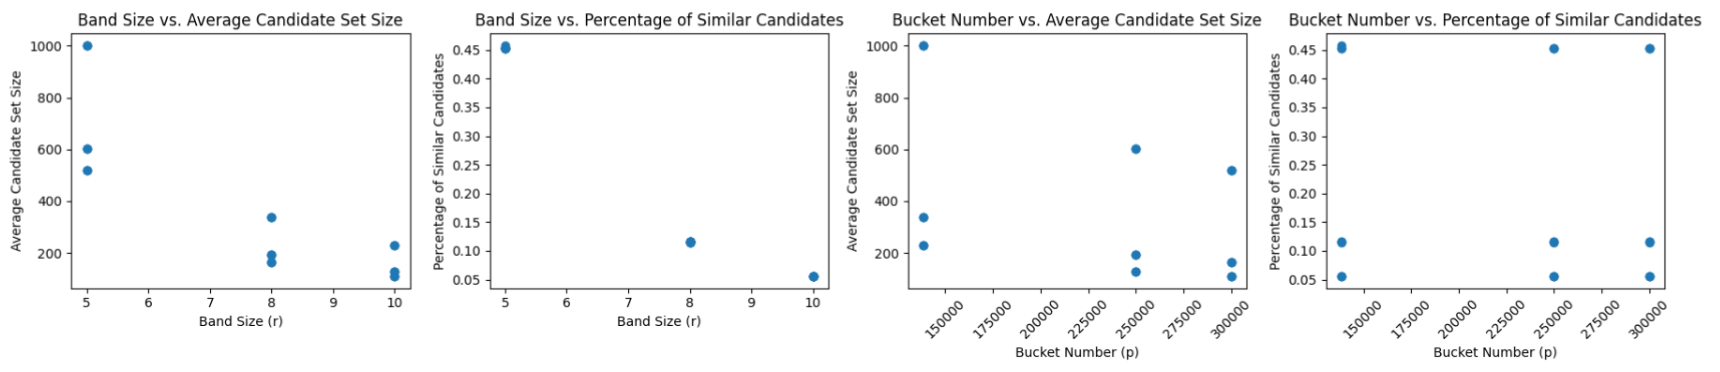 Band Size vs. Average Candidate Set Size
Average Candidate Set Size
1000
800
600
400
200
5 6 7 8 9 10
Band Size (r)
Band Size vs. Percentage of Similar Candidates
Percentage of Similar Candidates
0.45
0.40
0.35
0.30
0.25
0.20
0.15
0.10
0.05
5 6 7 8 9 10
Band Size (r)
Bucket Number vs. Average Candidate Set Size
Average Candidate Set Size
1000
800
600
400
200
150000 175000 200000 225000 250000 275000 300000
Bucket Number (p)
Bucket Number vs. Percentage of Similar Candidates
Percentage of Similar Candidates
0.45
0.40
0.35
0.30
0.25
0.20
0.15
0.10
0.05
150000 175000 200000 225000 250000 275000 300000
Bucket Number (p)